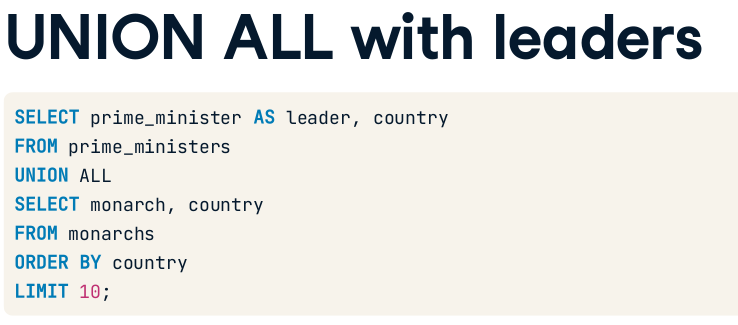 UNION ALL with leaders
SELECT prime_minister AS leader, country
FROM prime_ministers
UNION ALL
SELECT monarch, country
FROM monarchs
ORDER BY country
LIMIT 10;